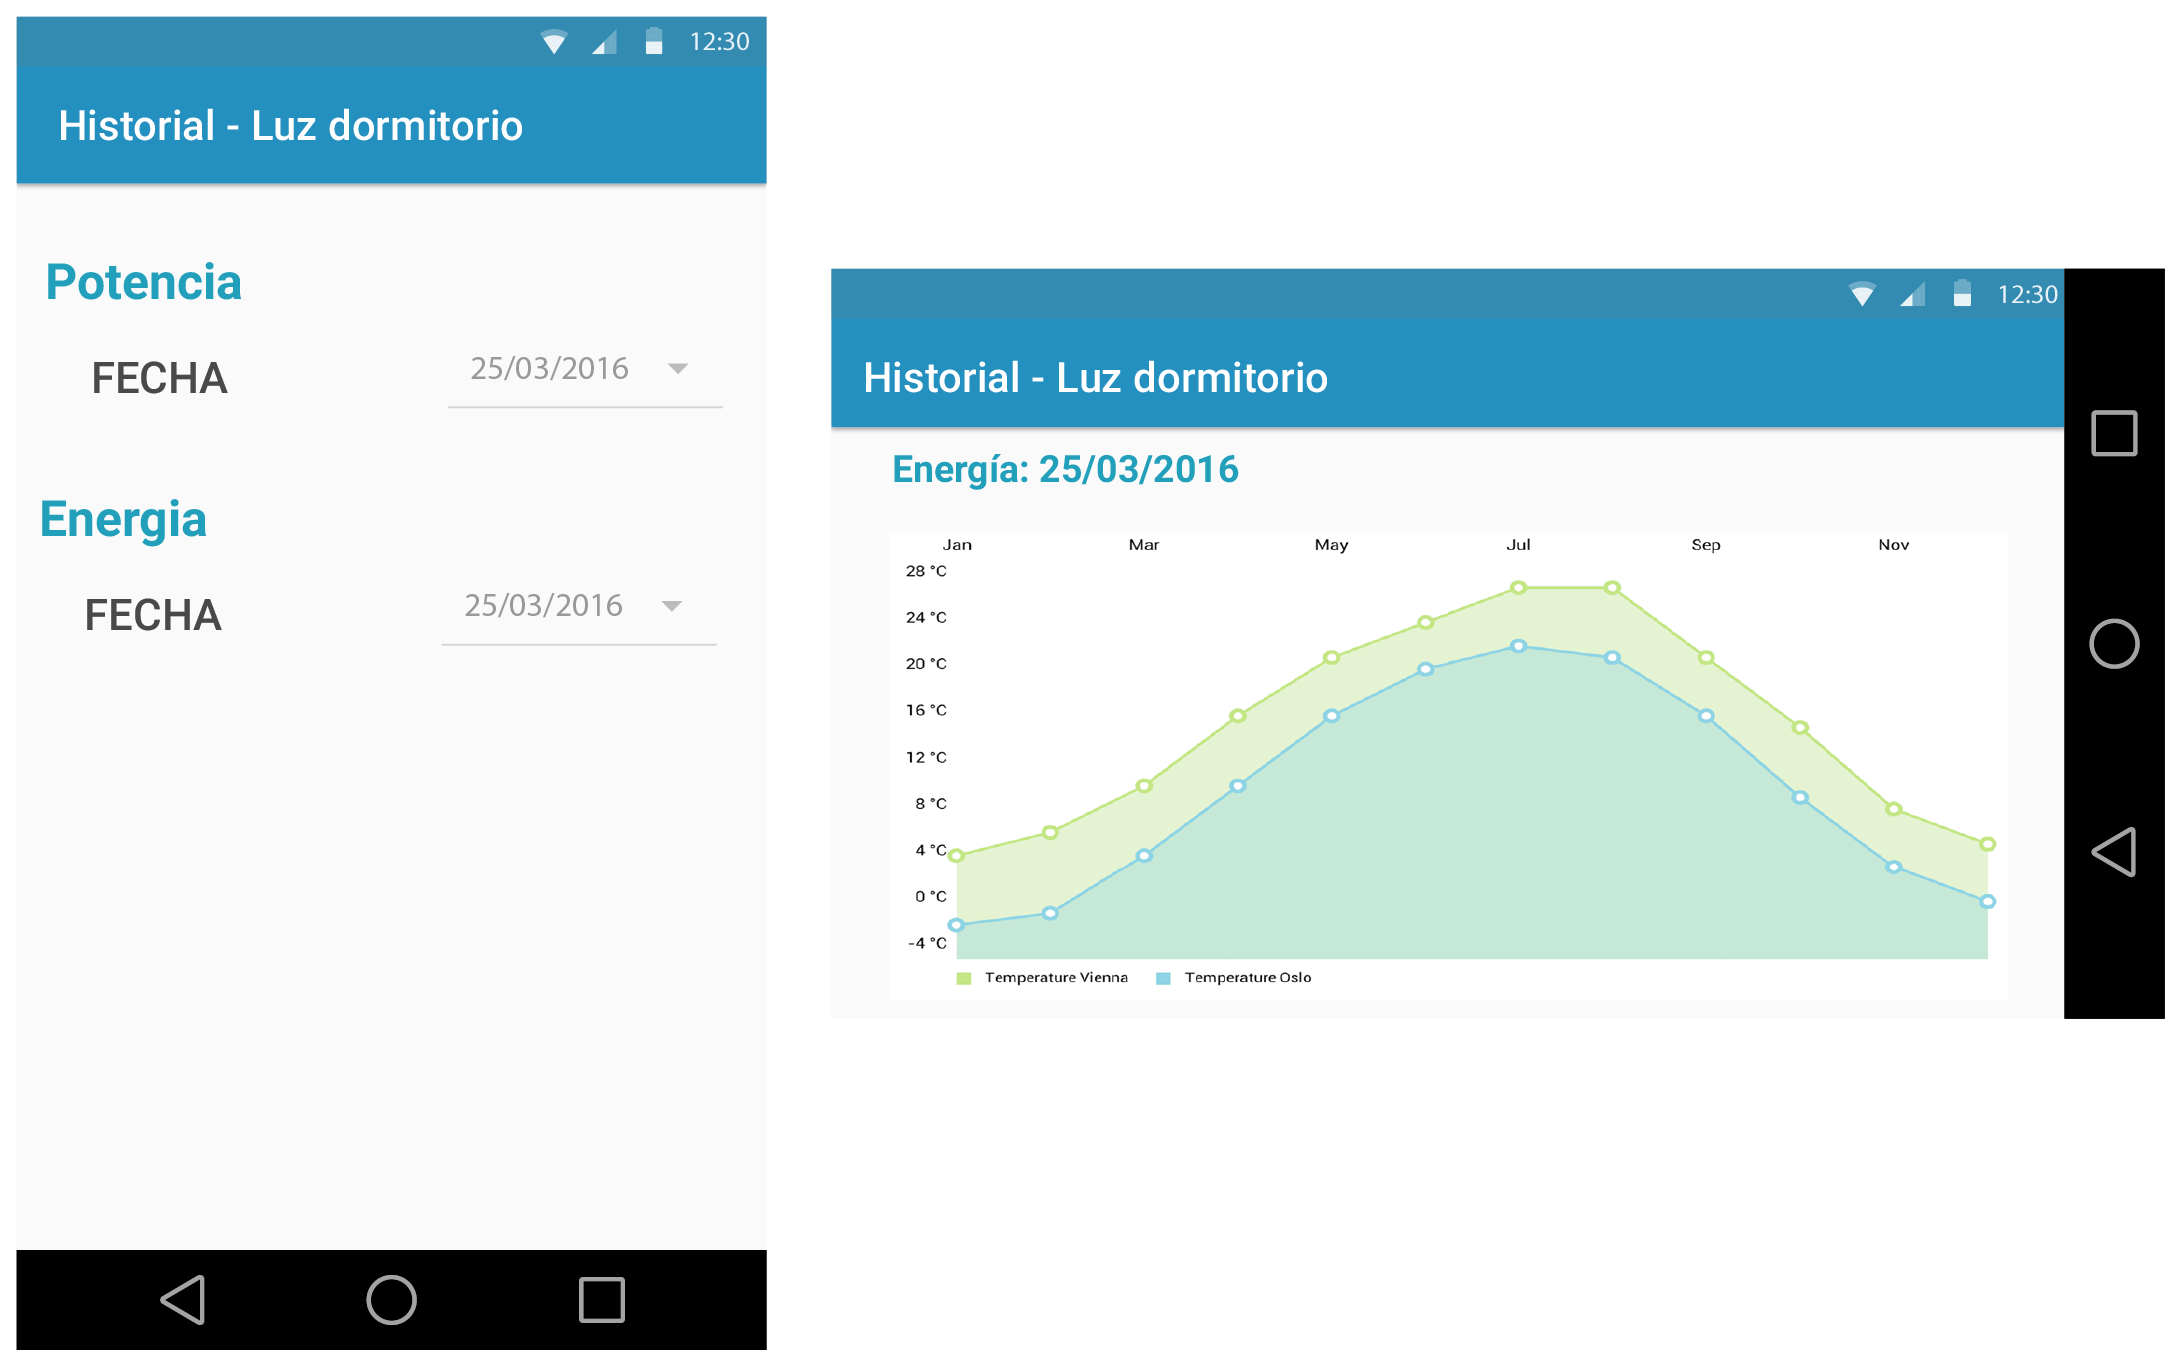 12:30
Historial - Luz dormitorio
Potencia
FECHA 25/03/2016
Energia
FECHA 25/03/2016
12:30
Historial - Luz dormitorio
Energía: 25/03/2016
Jan Mar May Jul Sep Nov
28 °C
24 °C
20 °C
16 °C
12 °C
8 °C
4 °C
0 °C
-4 °C
Temperature Vienna Temperature Oslo